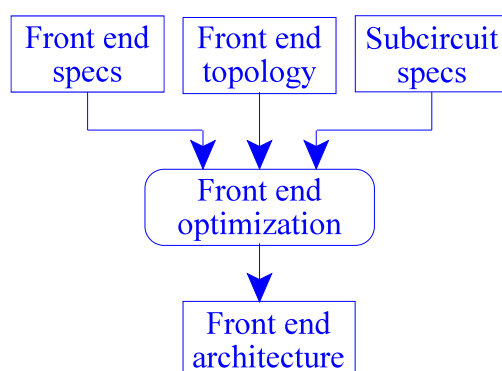 Front end
specs
Front end
topology
Subcircuit
specs
Front end
optimization
Front end
architecture